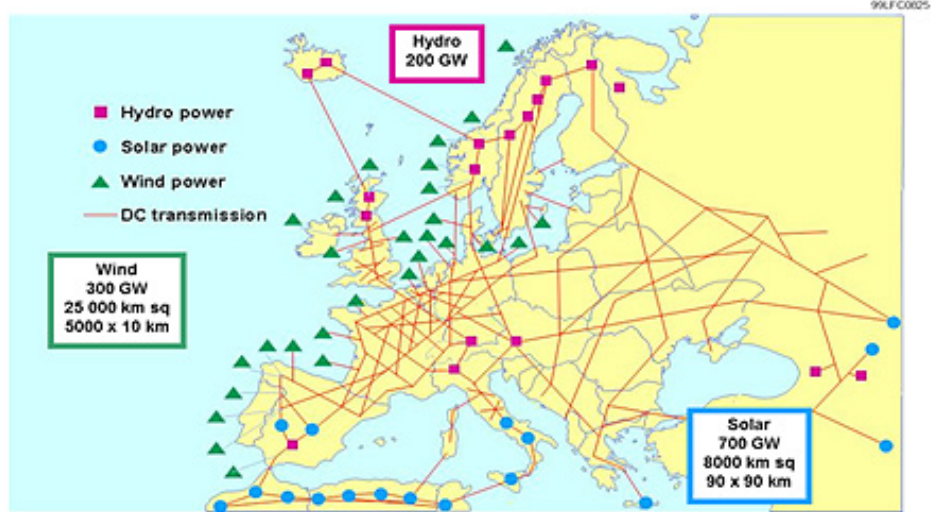 99LFC0825
Hydro
200 GW
Hydro power
Solar power
Wind power
DC transmission
Wind
300 GW
25 000 km sq
5000 x 10 km
Solar
700 GW
8000 km sq
90 x 90 km